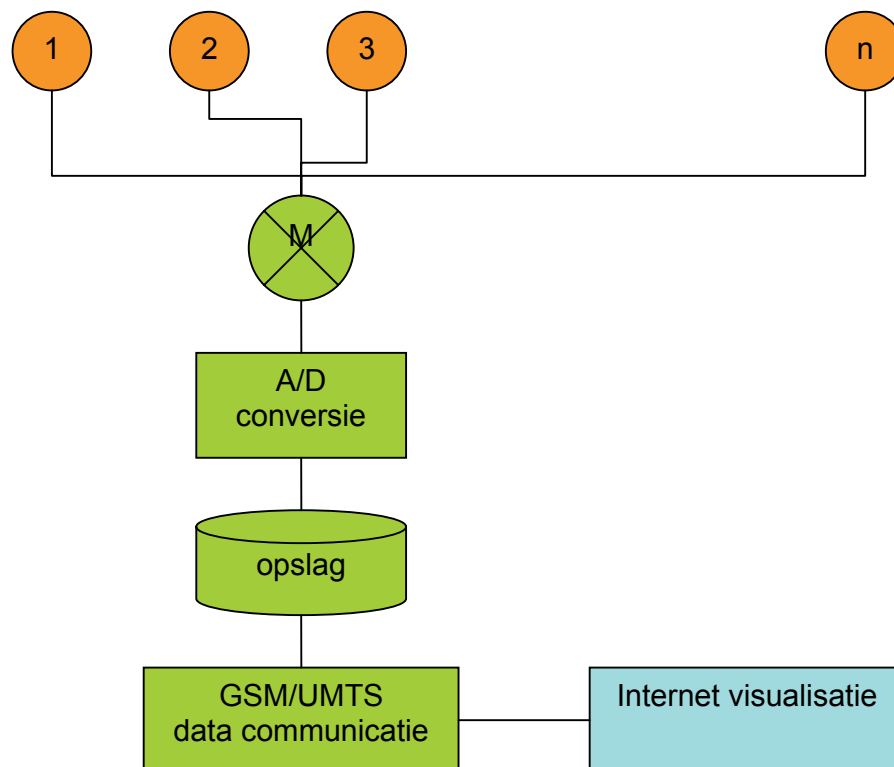 1
2
3
n
M
A/D
conversie
opslag
GSM/UMTS
data communicatie
Internet visualisatie